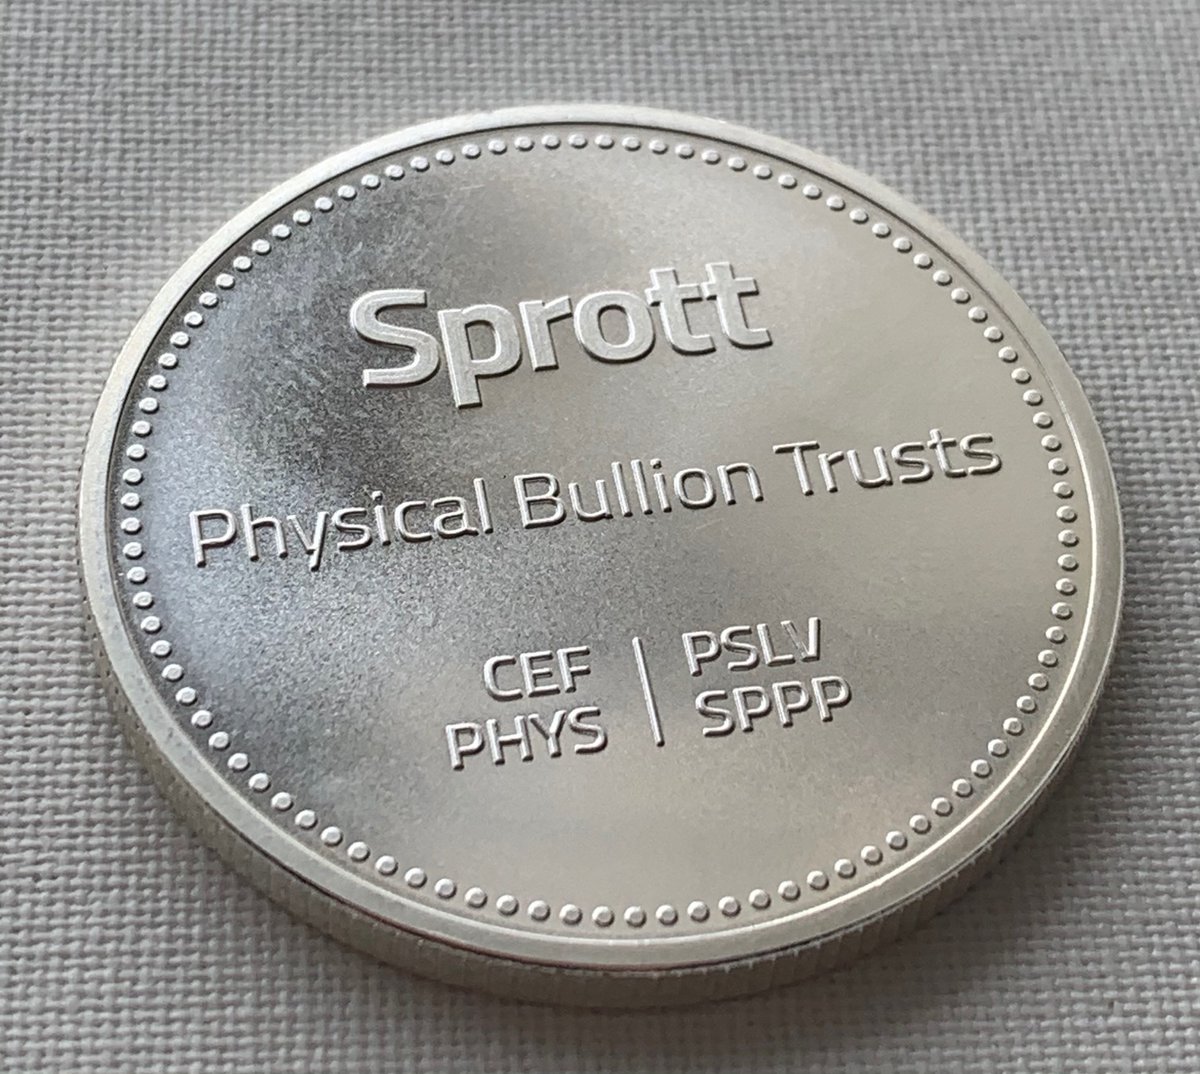 Sprott
Physical Bullion Trusts
CEF | PSLV
PHYS | SPPP